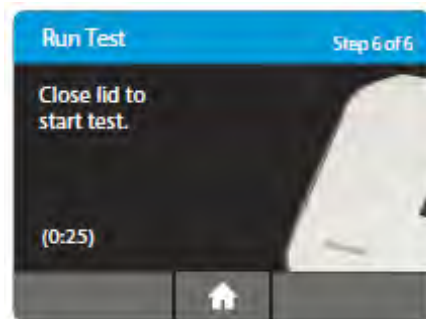 Run Test
Step 6 of 6
Close lid to
start test.
(0:25)